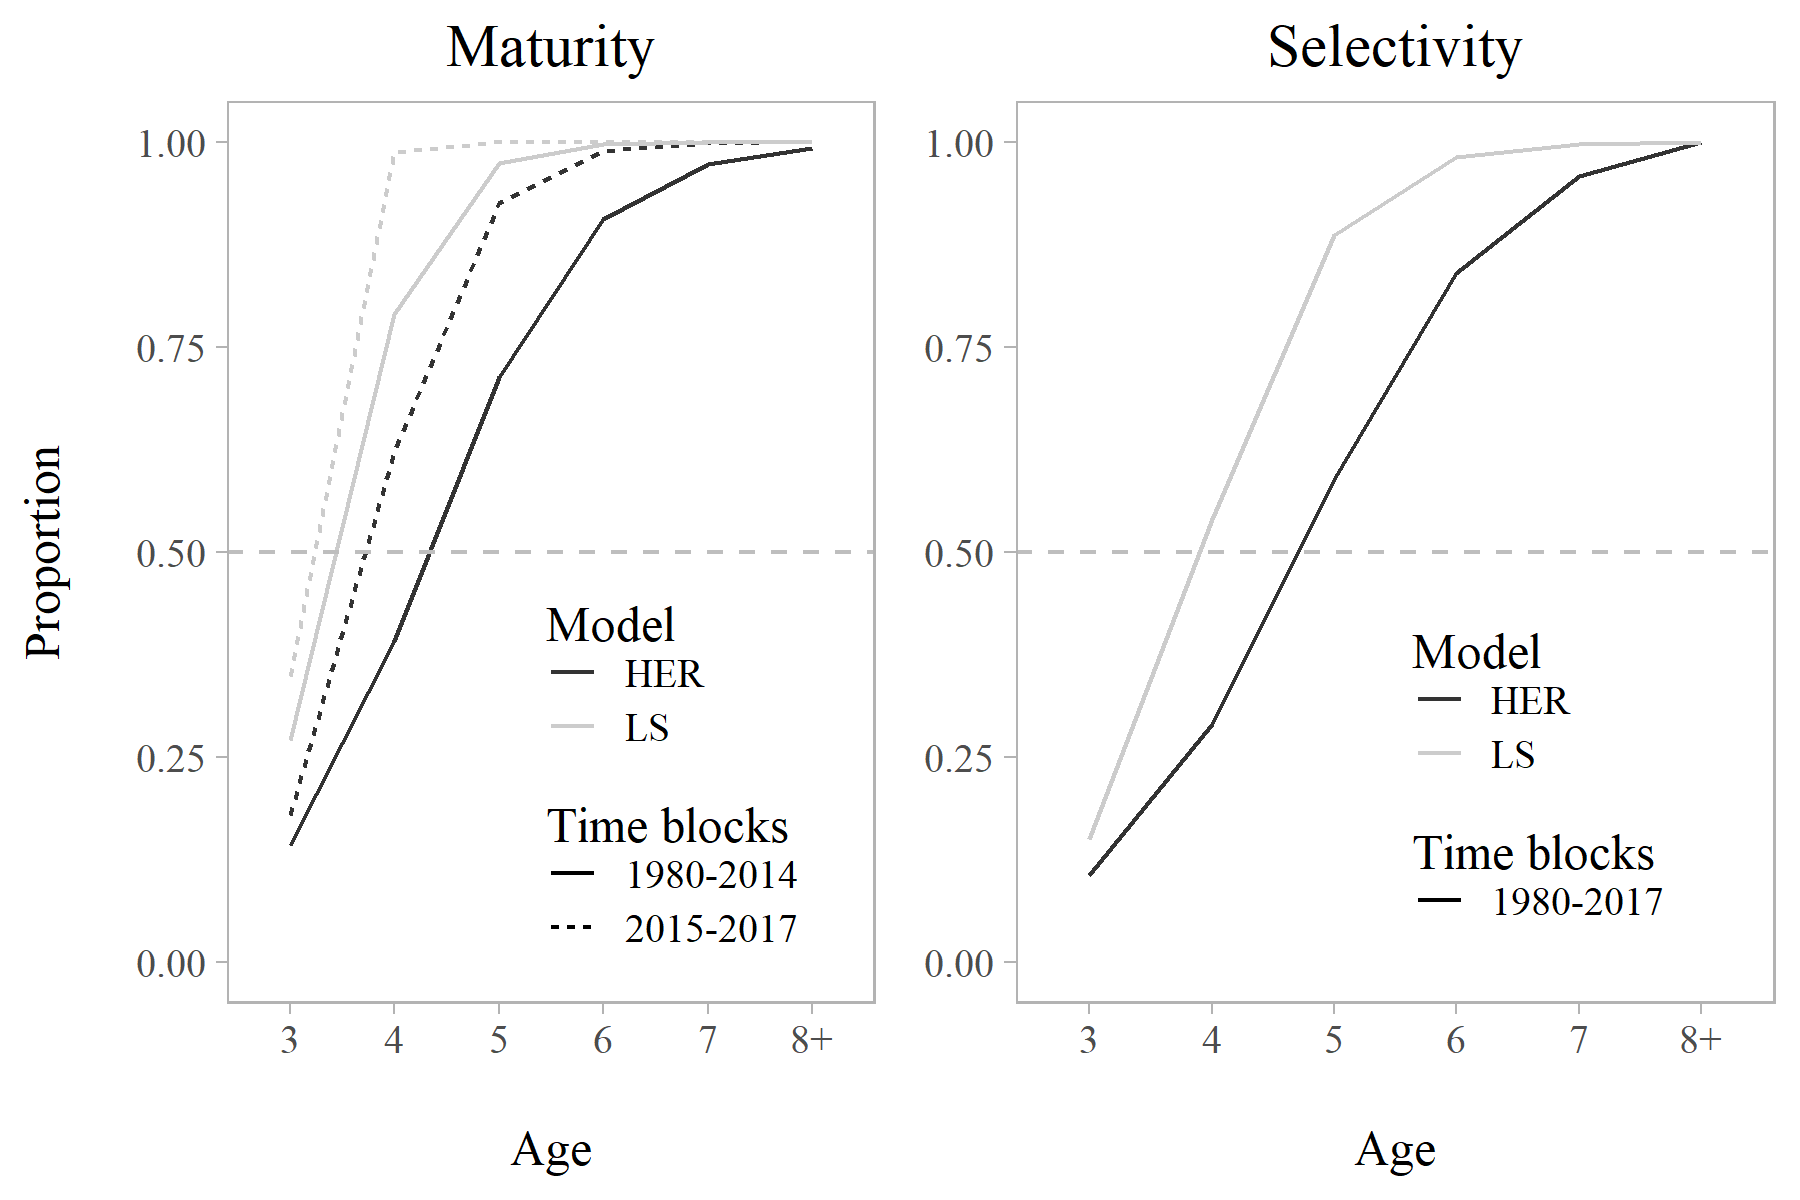 Maturity
Selectivity
Proportion
1.00
0.75
0.50
0.25
0.00
3 4 5 6 7 8+
Age
Model
HER
LS
Time blocks
1980-2014
2015-2017
1.00
0.75
0.50
0.25
0.00
3 4 5 6 7 8+
Age
Model
HER
LS
Time blocks
1980-2017